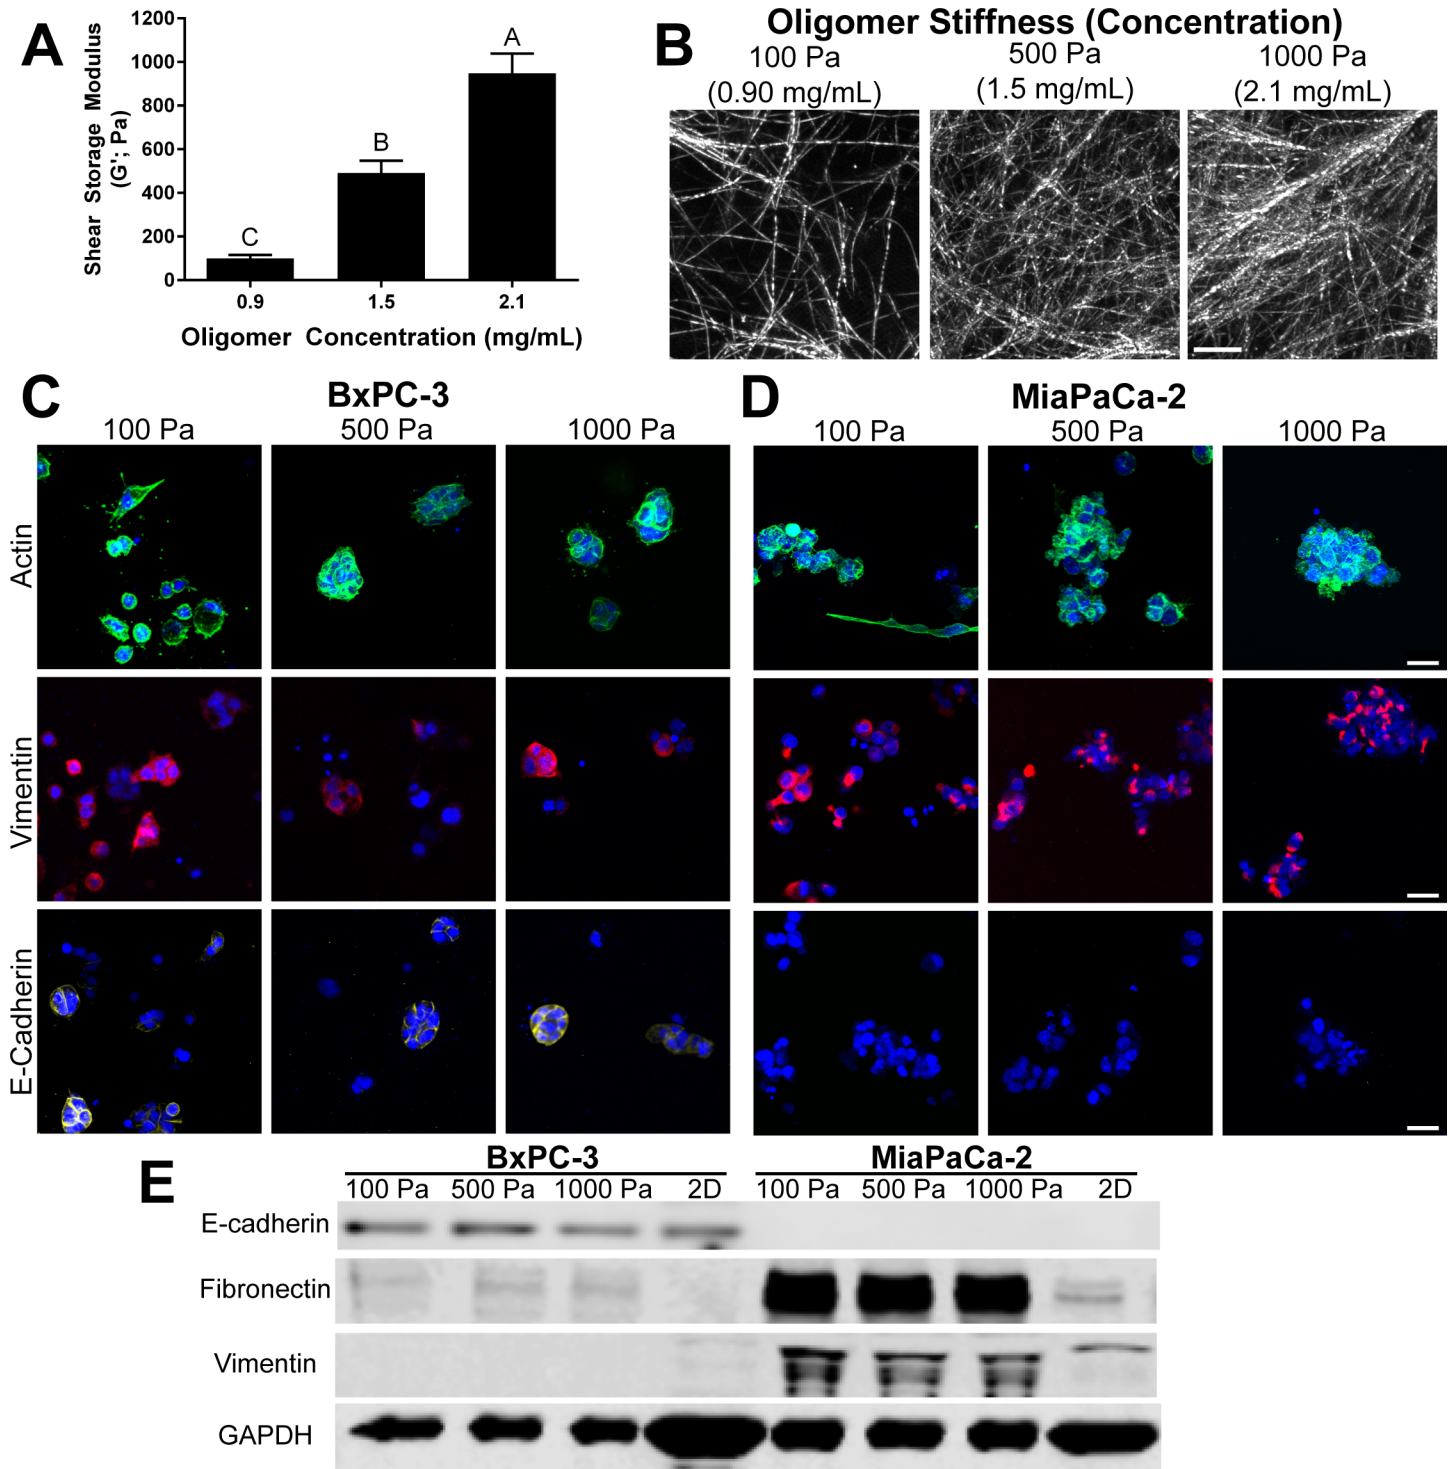 A
1200
1000
800
600
400
200
0
Shear Storage Modulus
(G'; Pa)
C
B
A
0.9
1.5
2.1
Oligomer Concentration (mg/mL)
B
Oligomer Stiffness (Concentration)
100 Pa
(0.90 mg/mL)
500 Pa
(1.5 mg/mL)
1000 Pa
(2.1 mg/mL)
C
BxPC-3
100 Pa
500 Pa
1000 Pa
Actin
Vimentin
E-Cadherin
D
MiaPaCa-2
100 Pa
500 Pa
1000 Pa
E
BxPC-3
MiaPaCa-2
100 Pa 500 Pa 1000 Pa 2D 100 Pa 500 Pa 1000 Pa 2D
E-cadherin
Fibronectin
Vimentin
GAPDH